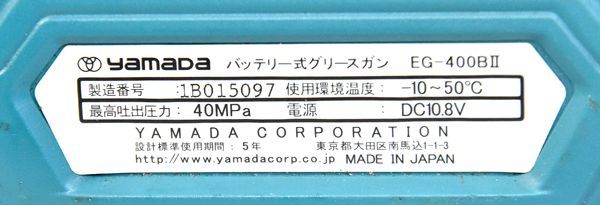 yamada バッテリー式グリースガン EG-400BⅡ
製造番号 :1B015097 使用環境温度: -10~50℃
最高吐出圧力: 40MPa 電源 : DC10.8V
YAMADA CORPORATION
設計標準使用期間:5年 東京都大田区南馬込1-1-3
http://www.yamadacorp.co.jp MADE IN JAPAN